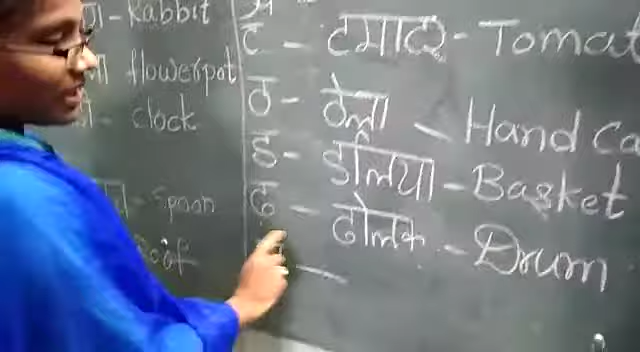 Rabbit
flowerpot
clock
Spoon
ट - टमाटर - Tomat
ठ - ठेला - Hand Ca
ड - डलिया - Basket
ढ - ढोलक - Drum